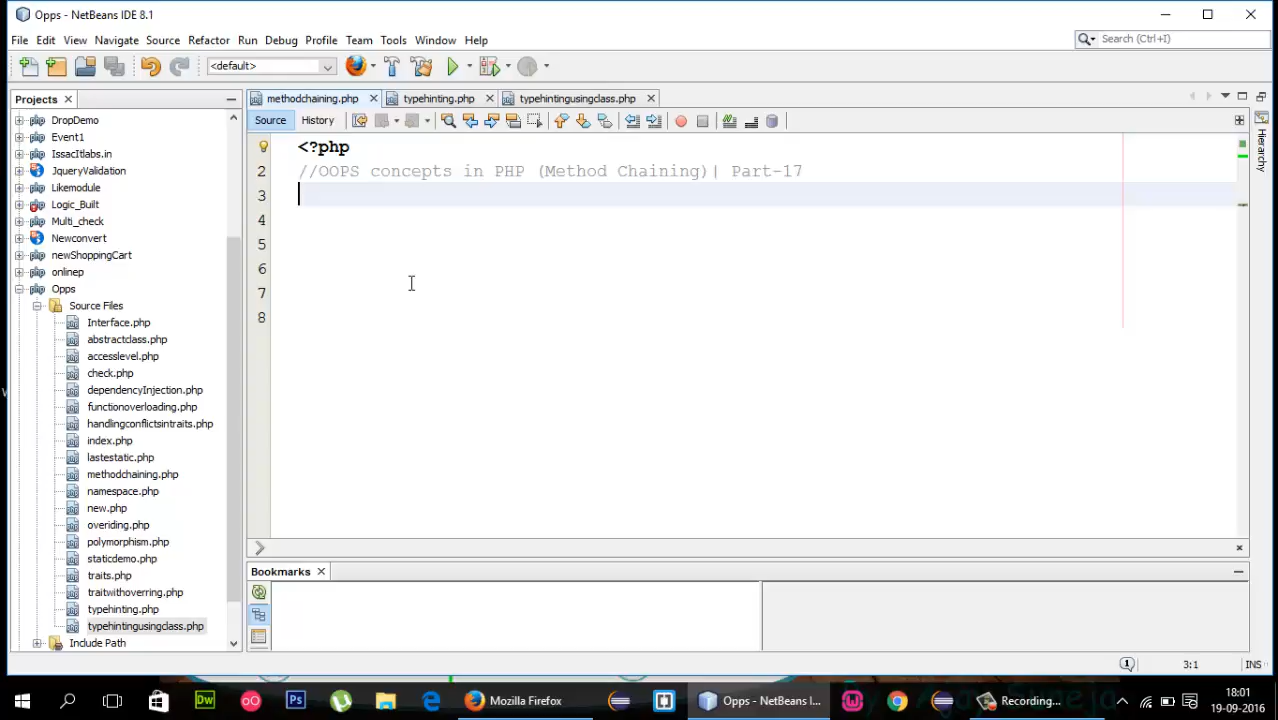 Opps - NetBeans IDE 8.1
File Edit View Navigate Source Refactor Run Debug Profile Team Tools Window Help
Search (Ctrl+I)
<default>
Projects
methodchaining.php
typehinting.php
typehintingusingclass.php
Source History
DropDemo
Event1
IssacItlabs.in
JqueryValidation
Likemodule
Logic_Built
Multi_check
Newconvert
newShoppingCart
onlinep
Opps
Source Files
Interface.php
abstractclass.php
accesslevel.php
check.php
dependencyInjection.php
functionoverloading.php
handlingconflictsintraits.php
index.php
lastestatic.php
methodchaining.php
namespace.php
new.php
overiding.php
polymorphism.php
staticdemo.php
traits.php
traitwithoverring.php
typehinting.php
typehintingusingclass.php
Include Path
<?php
2 //OOPS concepts in PHP (Method Chaining)| Part-17
3
4
5
6
7
8
Hierarchy
Bookmarks
1
3:1
INS
Mozilla Firefox
Opps - NetBeans I...
Recording...
18:01
19-09-2016